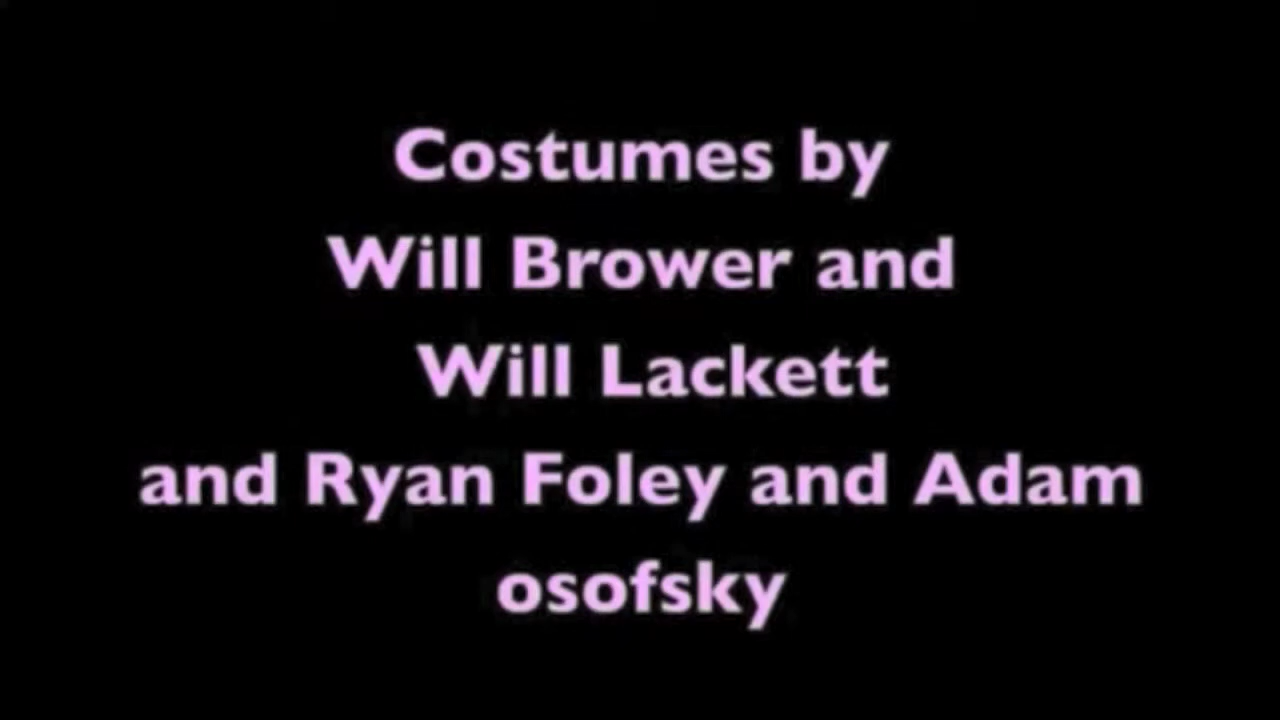 Costumes by
Will Brower and
Will Lackett
and Ryan Foley and Adam
osofsky